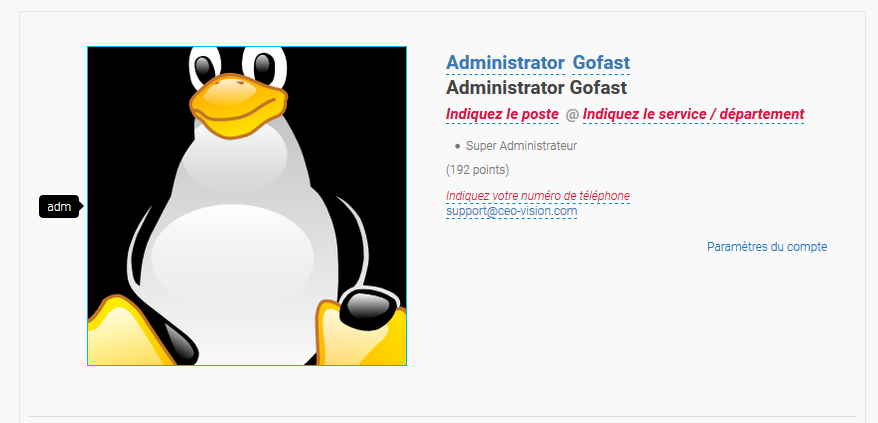 adm
Administrator Gofast
Administrator Gofast
Indiquez le poste @ Indiquez le service / département
Super Administrateur
(192 points)
Indiquez votre numéro de téléphone
support@ceo-vision.com
Paramètres du compte